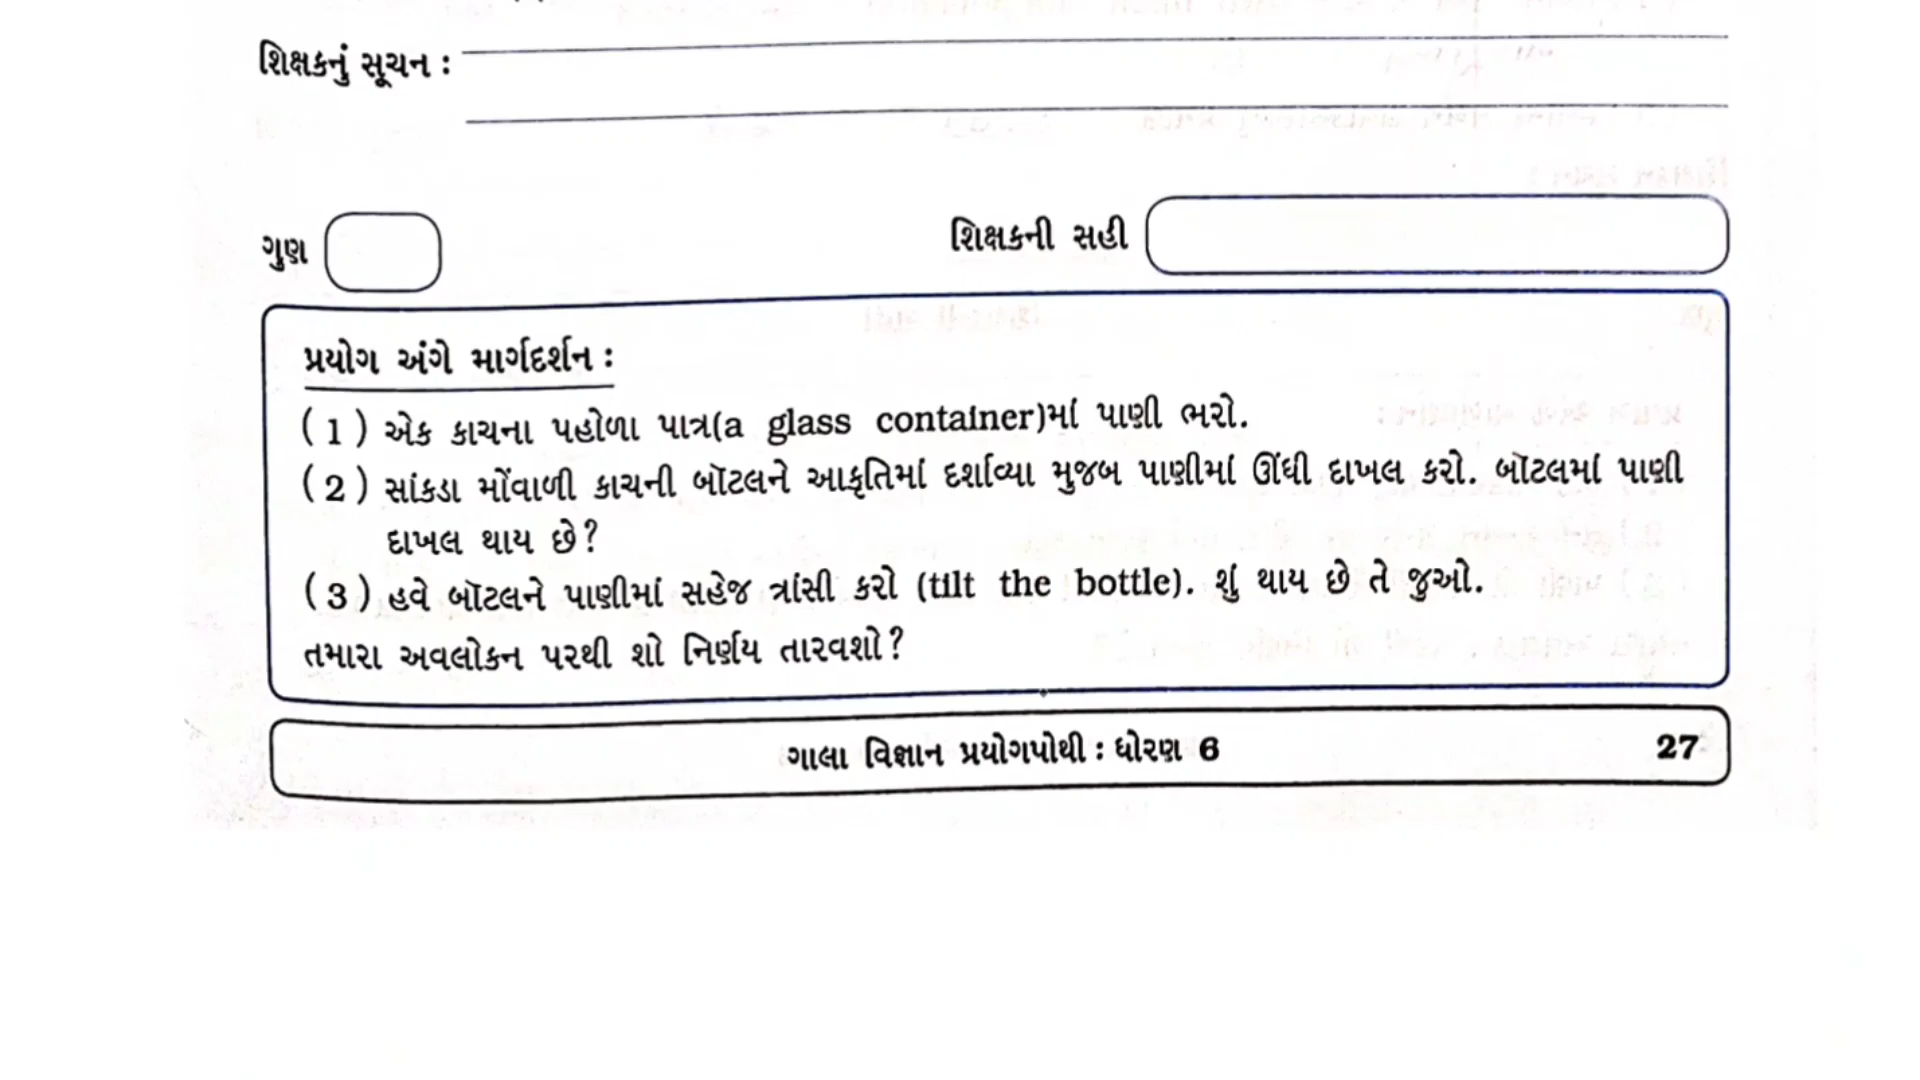 શિક્ષકનું સૂચન :
ગુણ
શિક્ષકની સહી
પ્રયોગ અંગે માર્ગદર્શન :
(1) એક કાચના પહોળા પાત્ર(a glass container)માં પાણી ભરો.
(2) સાંકડા મોંવાળી કાચની બૉટલને આકૃતિમાં દર્શાવ્યા મુજબ પાણીમાં ઊંધી દાખલ કરો. બૉટલમાં પાણી
દાખલ થાય છે?
(3) હવે બૉટલને પાણીમાં સહેજ ત્રાંસી કરો (tilt the bottle). શું થાય છે તે જુઓ.
તમારા અવલોકન પરથી શો નિર્ણય તારવશો?
ગાલા વિજ્ઞાન પ્રયોગપોથી : ધોરણ 6
27